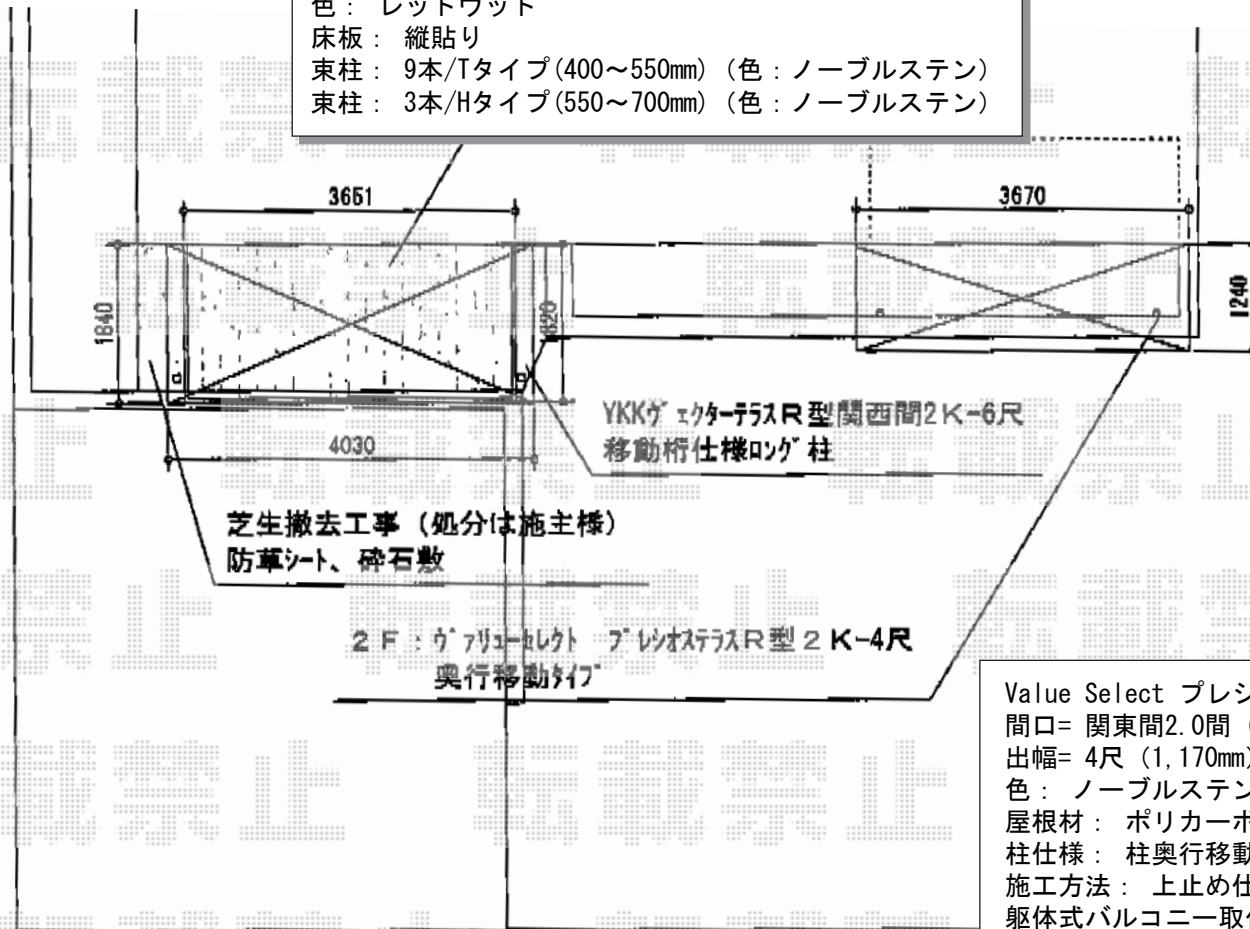 色： レットウット
床板： 縦貼り
束柱： 9本/Tタイプ(400～550mm) (色：ノーブルステン)
束柱： 3本/Hタイプ(550～700mm) (色：ノーブルステン)
3651
3670
1840
1820
1240
YKKヴェクターテラスR型関西間2K-6尺
移動桁仕様ロング柱
4030
芝生撤去工事（処分は施主様）
防草シート、砕石敷
2F：ヴァリューセレクト プレシオステラスR型2K-4尺
奥行移動タイプ
Value Select プレシ
間口= 関東間2.0間
出幅= 4尺 (1,170mm)
色： ノーブルステン
屋根材： ポリカーボ
柱仕様： 柱奥行移動
施工方法： 上止め仕
躯体式バルコニー取
転載禁止